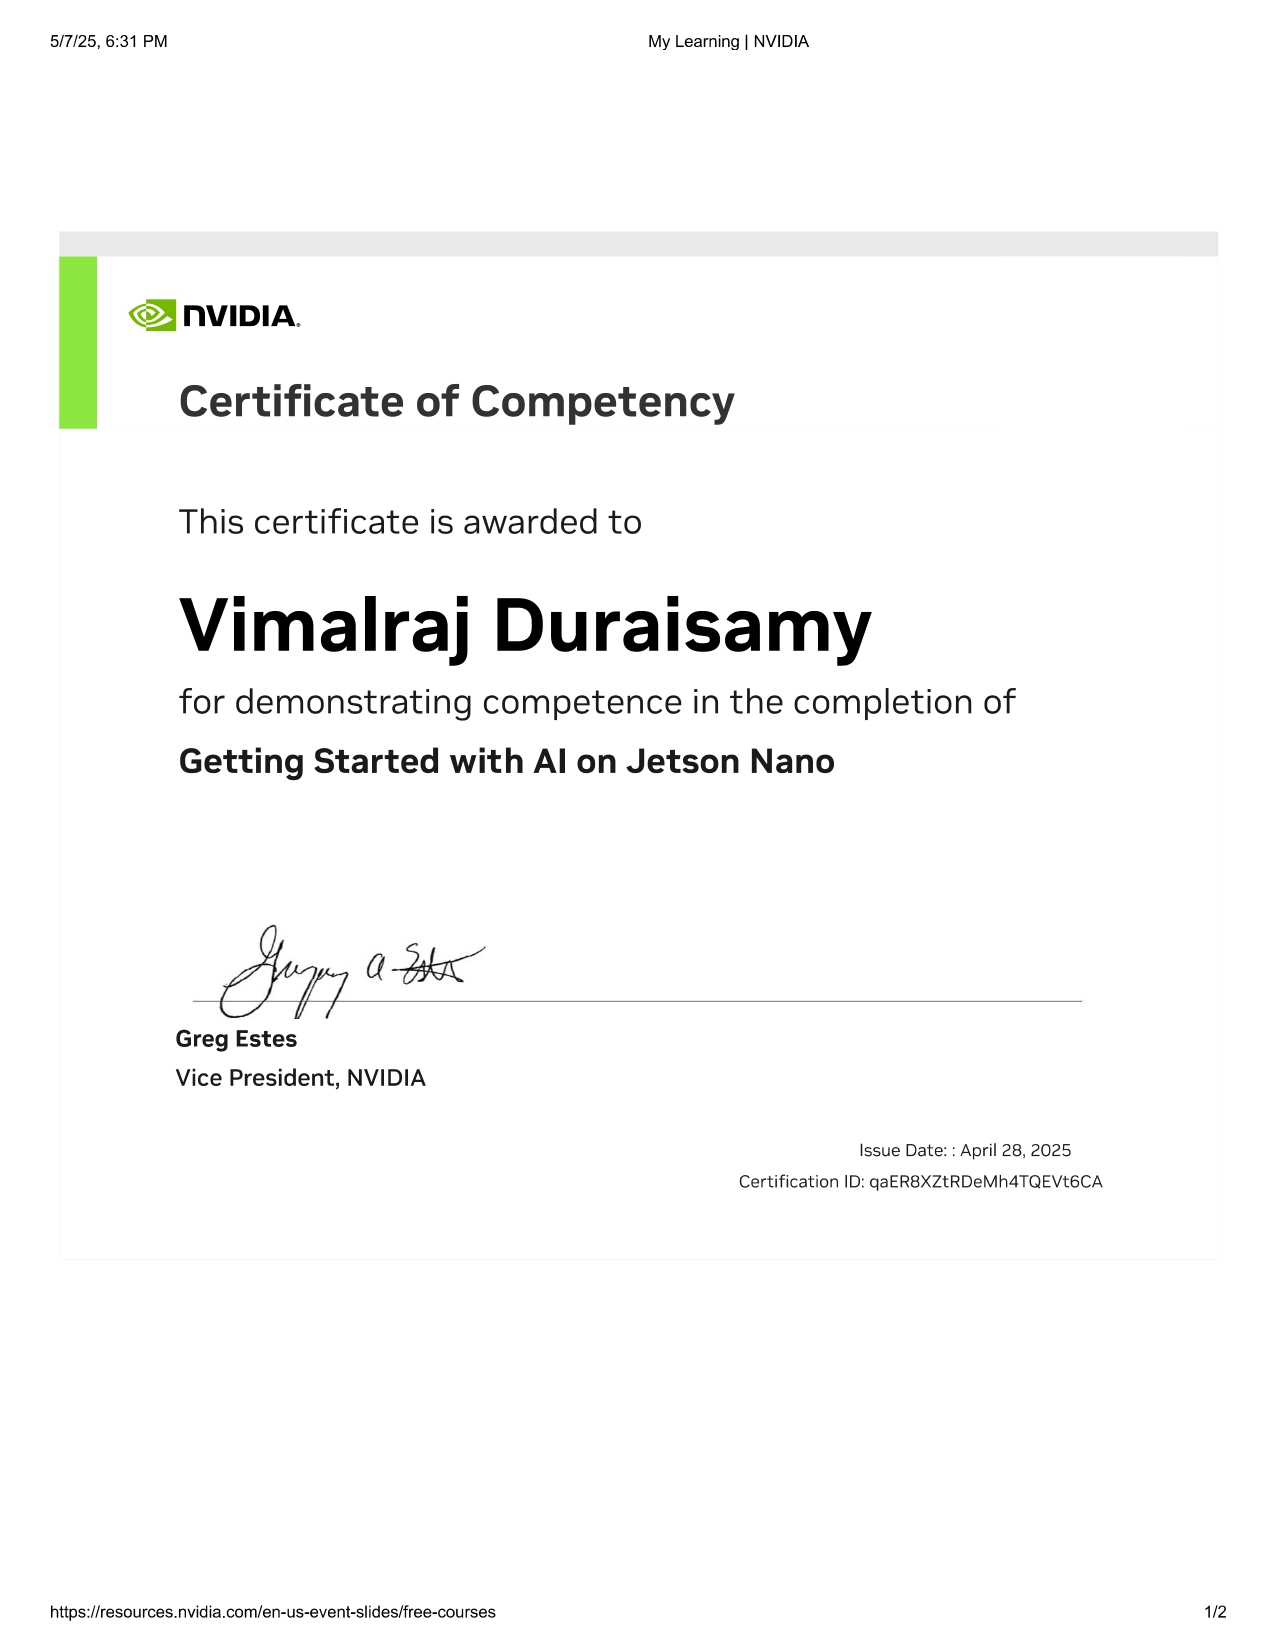 5/7/25, 6:31 PM
My Learning | NVIDIA
NVIDIA.
Certificate of Competency
This certificate is awarded to
Vimalraj Duraisamy
for demonstrating competence in the completion of
Getting Started with AI on Jetson Nano
Greg Estes
Vice President, NVIDIA
Issue Date: : April 28, 2025
Certification ID: qaER8XZtRDeMh4TQEVt6CA
https://resources.nvidia.com/en-us-event-slides/free-courses
1/2